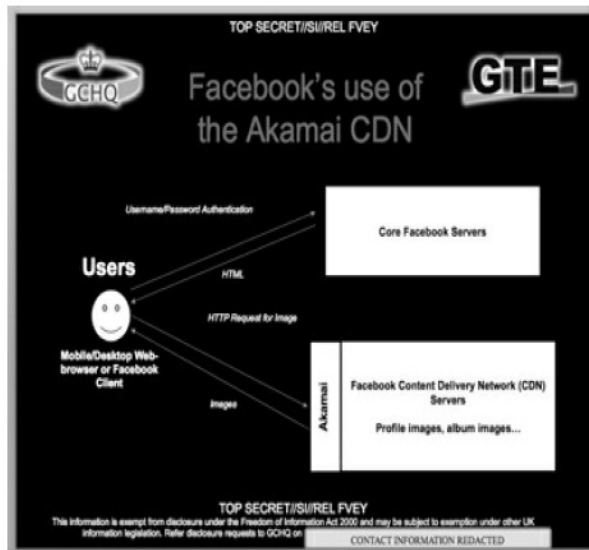 TOP SECRET//SI//REL FVEY
GCHQ
GTE
Facebook's use of
the Akamai CDN
Username/Password Authentication
Core Facebook Servers
Users
HTML
HTTP Request for Image
Mobile/Desktop Web-
browser or Facebook
Client
Images
Akamai
Facebook Content Delivery Network (CDN)
Servers
Profile images, album images...
TOP SECRET//SI//REL FVEY
This information is exempt from disclosure under the Freedom of Information Act 2000 and may be subject to exemption under other UK
information legislation. Refer disclosure requests to GCHQ on
CONTACT INFORMATION REDACTED